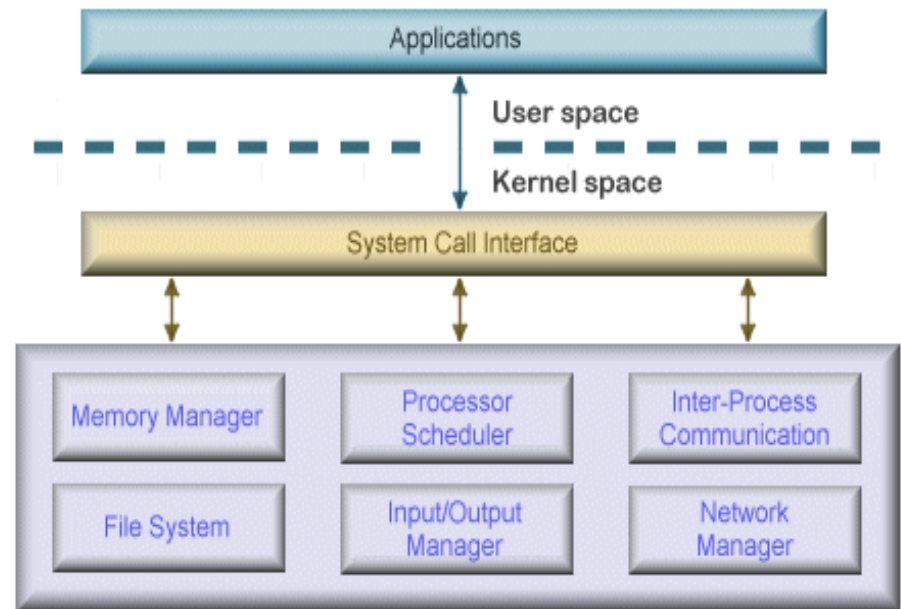 Applications
User space
Kernel space
System Call Interface
Memory Manager
Processor
Scheduler
Inter-Process
Communication
File System
Input/Output
Manager
Network
Manager